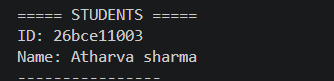 ===== STUDENTS =====
ID: 26bce11003
Name: Atharva sharma
----------------